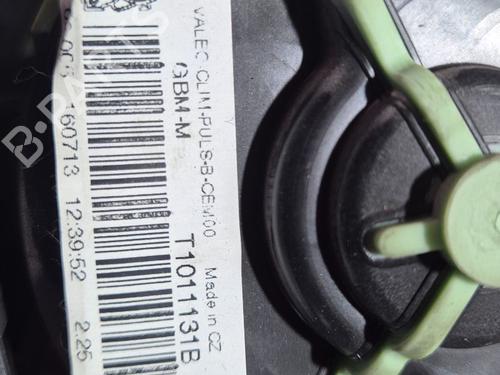 VALEO CLIM-PULS-B-CEM00 Made in CZ
GBM-M T1011131B
160713 12:39:52 2.25
B-PARTS